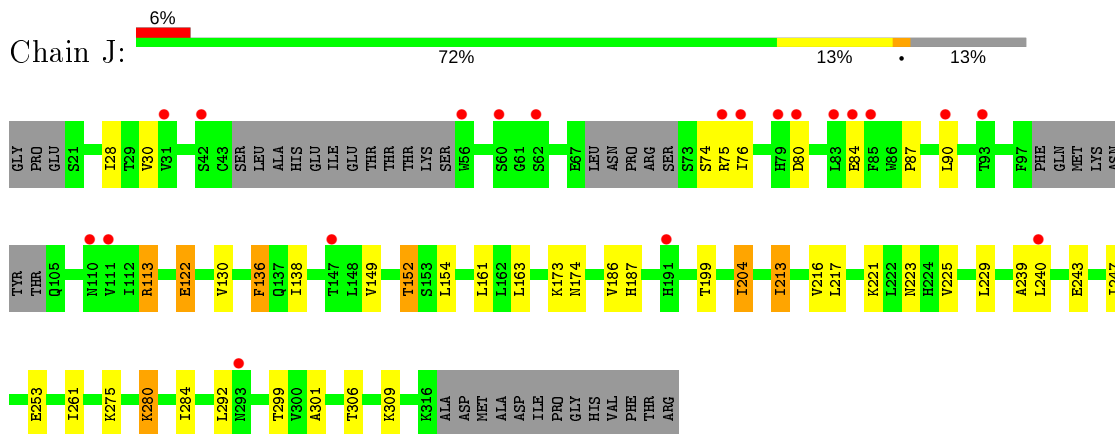 6%
Chain J:
72% 13% • 13%
GLY PRO GLU S21 I28 T29 V30 V31 S42 C43 SER LEU ALA HIS GLU ILE GLU THR THR THR LYS SER W56 S60 G61 S62 E67 LEU ASN PRO ARG SER S73 S74 R75 I76 H79 D80 L83 E84 F85 W86 P87 L90 T93 F97 PHE GLN MET LYS ASN
TYR THR Q105 N110 V111 I112 R113 E122 V130 F136 Q137 I138 T147 L148 V149 T152 S153 L154 L161 L162 L163 K173 N174 V186 H187 H191 T199 I204 I213 V216 L217 K221 L222 N223 H224 V225 L229 A239 L240 E243
E253 I261 K275 K280 I284 L292 N293 T299 V300 A301 T306 K309 K316 ALA ASP MET ALA ASP ILE PRO GLY HIS VAL PHE THR ARG